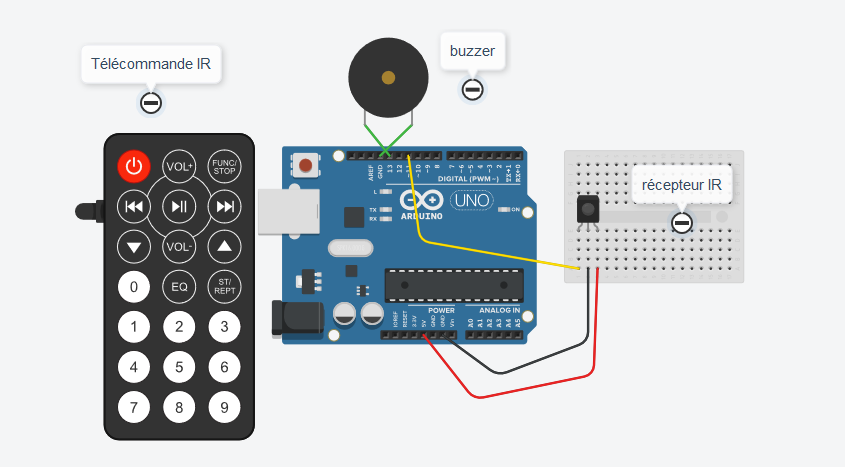 Télécommande IR
buzzer
récepteur IR
VOL+
FUNC/
STOP
VOL-
0
EQ
ST/
REPT
1 2 3
4 5 6
7 8 9
AREF
GND
13
12
~11
~10
~9
8
7
~6
~5
4
~3
2
TX→1
RX←0
DIGITAL (PWM ~)
L
TX
RX
ARDUINO
UNO
ON
POWER
ANALOG IN
IOREF
RESET
3.3V
5V
GND
GND
Vin
A0
A1
A2
A3
A4
A5